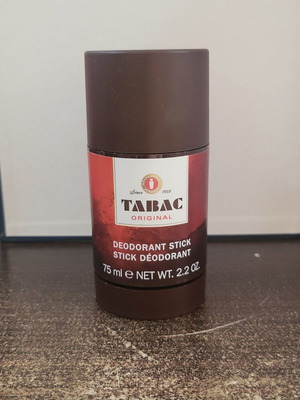 Since 1959
TABAC
ORIGINAL
DEODORANT STICK
STICK DÉODORANT
75 ml ℮ NET WT. 2.2 OZ.